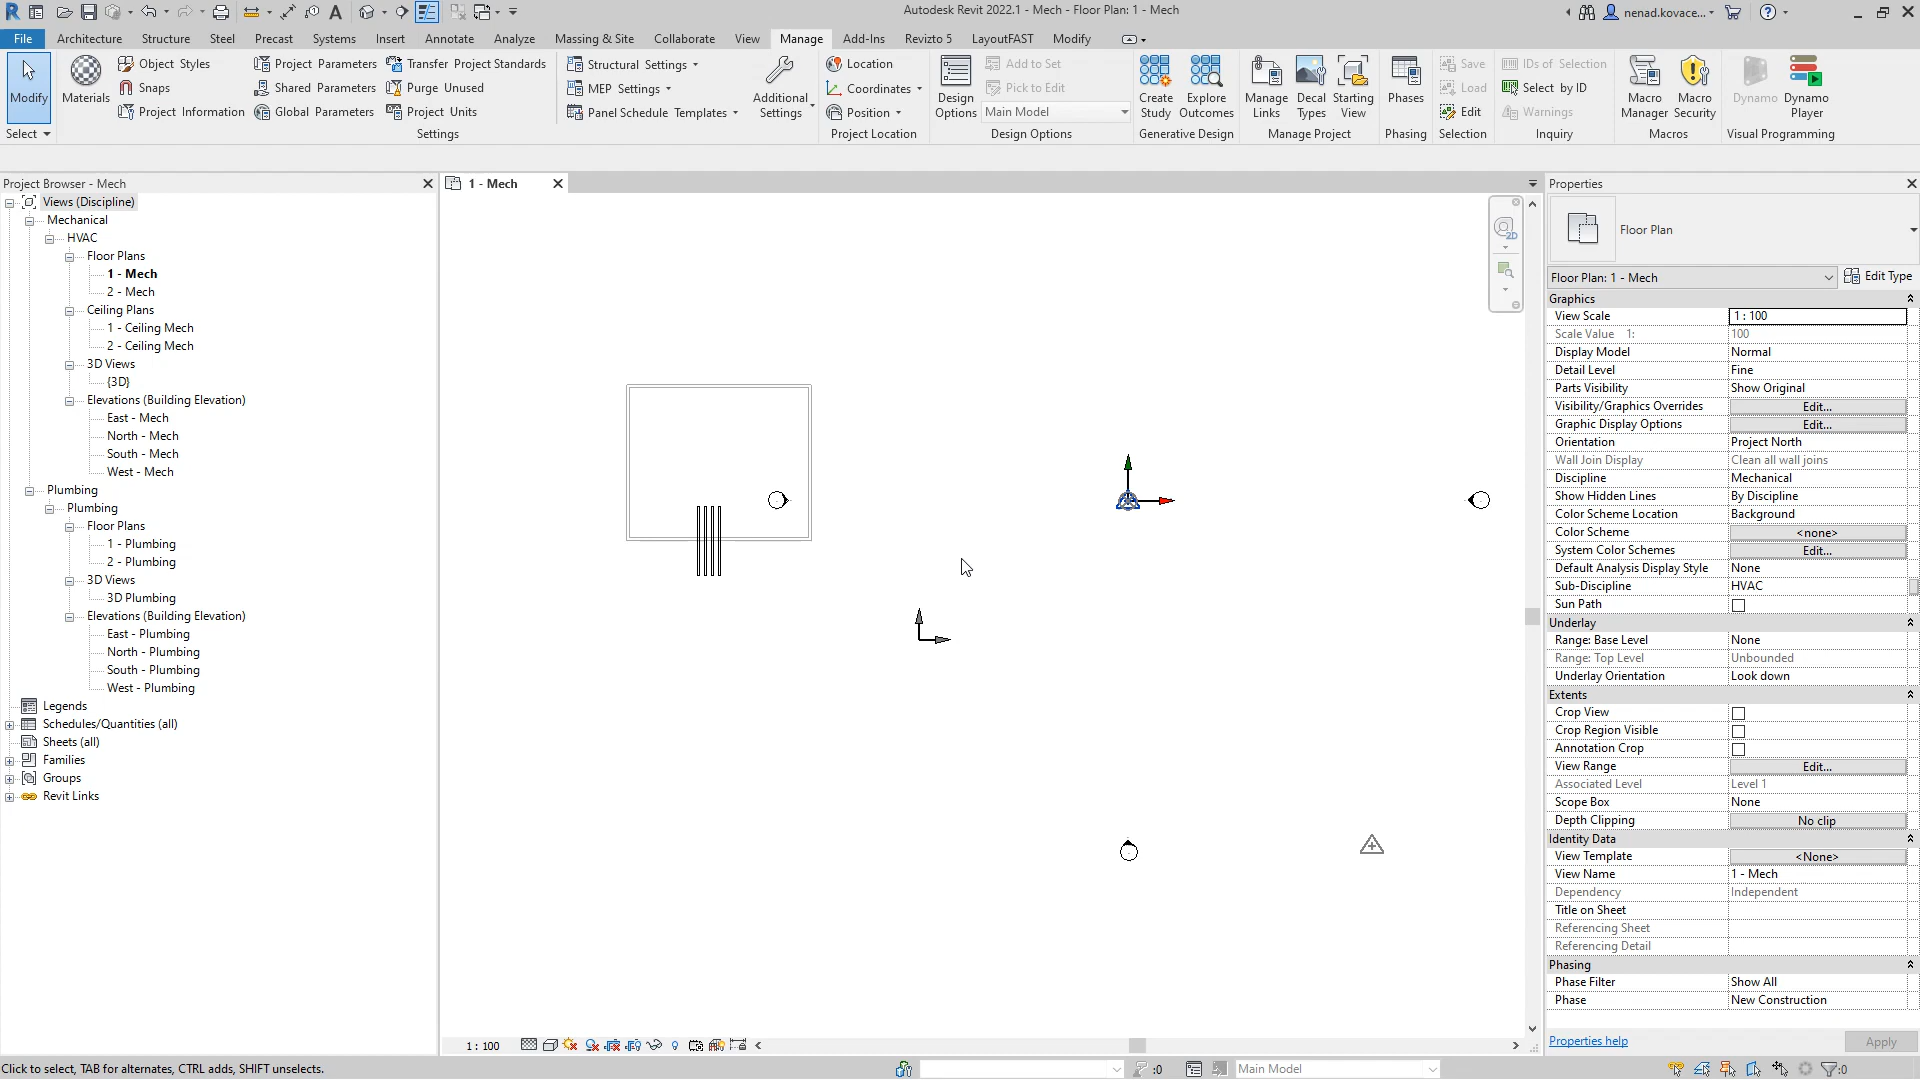 Autodesk Revit 2022.1 - Mech - Floor Plan: 1 - Mech
nenad.kovace...
File Architecture Structure Steel Precast Systems Insert Annotate Analyze Massing & Site Collaborate View Manage Add-Ins Revizto 5 LayoutFAST Modify
Modify
Select
Materials
Object Styles
Snaps
Project Information
Project Parameters
Shared Parameters
Global Parameters
Transfer Project Standards
Purge Unused
Project Units
Settings
Structural Settings
MEP Settings
Panel Schedule Templates
Additional
Settings
Location
Coordinates
Position
Project Location
Design
Options
Add to Set
Pick to Edit
Main Model
Design Options
Create
Study
Explore
Outcomes
Generative Design
Manage
Links
Decal
Types
Starting
View
Manage Project
Phases
Phasing
Save
Load
Edit
Selection
IDs of Selection
Select by ID
Warnings
Inquiry
Macro
Manager
Macro
Security
Macros
Dynamo
Dynamo
Player
Visual Programming
Project Browser - Mech
Views (Discipline)
Mechanical
HVAC
Floor Plans
1 - Mech
2 - Mech
Ceiling Plans
1 - Ceiling Mech
2 - Ceiling Mech
3D Views
{3D}
Elevations (Building Elevation)
East - Mech
North - Mech
South - Mech
West - Mech
Plumbing
Plumbing
Floor Plans
1 - Plumbing
2 - Plumbing
3D Views
3D Plumbing
Elevations (Building Elevation)
East - Plumbing
North - Plumbing
South - Plumbing
West - Plumbing
Legends
Schedules/Quantities (all)
Sheets (all)
Families
Groups
Revit Links
1 - Mech
2D
1 : 100
Properties
Floor Plan
Floor Plan: 1 - Mech
Edit Type
Graphics
View Scale 1 : 100
Scale Value 1: 100
Display Model Normal
Detail Level Fine
Parts Visibility Show Original
Visibility/Graphics Overrides Edit...
Graphic Display Options Edit...
Orientation Project North
Wall Join Display Clean all wall joins
Discipline Mechanical
Show Hidden Lines By Discipline
Color Scheme Location Background
Color Scheme <none>
System Color Schemes Edit...
Default Analysis Display Style None
Sub-Discipline HVAC
Sun Path
Underlay
Range: Base Level None
Range: Top Level Unbounded
Underlay Orientation Look down
Extents
Crop View
Crop Region Visible
Annotation Crop
View Range Edit...
Associated Level Level 1
Scope Box None
Depth Clipping No clip
Identity Data
View Template <None>
View Name 1 - Mech
Dependency Independent
Title on Sheet
Referencing Sheet
Referencing Detail
Phasing
Phase Filter Show All
Phase New Construction
Properties help
Apply
Click to select, TAB for alternates, CTRL adds, SHIFT unselects.
:0
Main Model
:0